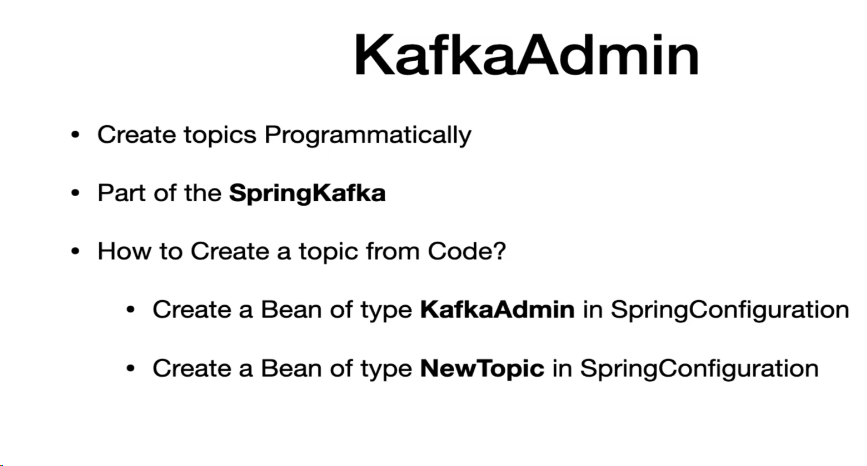 KafkaAdmin
• Create topics Programmatically
• Part of the SpringKafka
• How to Create a topic from Code?
• Create a Bean of type KafkaAdmin in SpringConfiguration
• Create a Bean of type NewTopic in SpringConfiguration